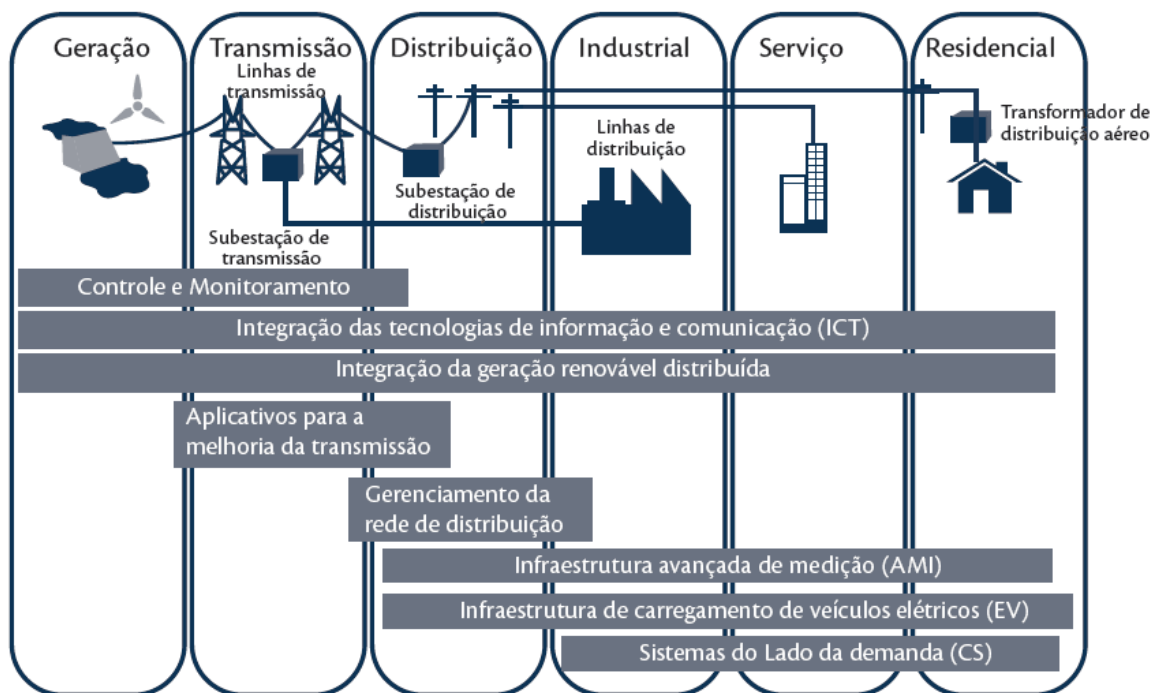 Geração
Transmissão
Distribuição
Industrial
Serviço
Residencial
Linhas de
transmissão
Transformador de
distribuição aéreo
Linhas de
distribuição
Subestação de
distribuição
Subestação de
transmissão
Controle e Monitoramento
Integração das tecnologias de informação e comunicação (ICT)
Integração da geração renovável distribuída
Aplicativos para a
melhoria da transmissão
Gerenciamento da
rede de distribuição
Infraestrutura avançada de medição (AMI)
Infraestrutura de carregamento de veículos elétricos (EV)
Sistemas do Lado da demanda (CS)